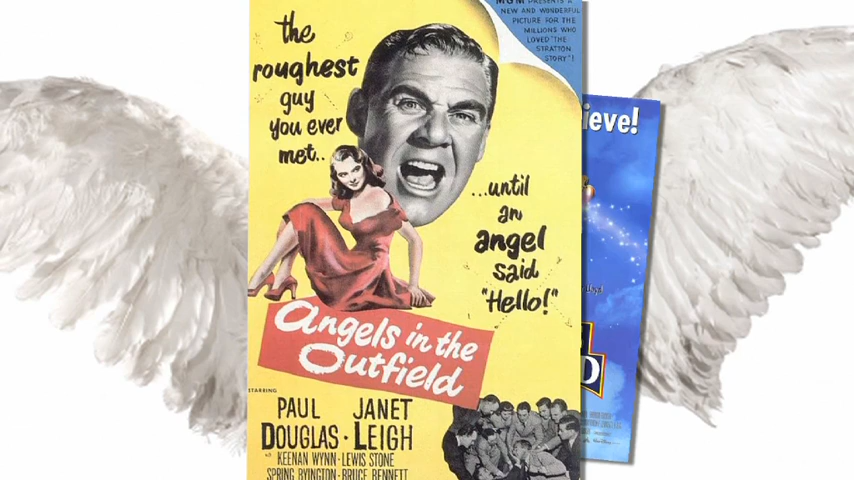 MGM PRESENTS A
NEW AND WONDERFUL
PICTURE FOR THE
MILLIONS WHO
LOVED "THE
STRATTON
STORY"!
the
roughest
guy
you ever
met..
...until
an
angel
said
"Hello!"
Angels in the
Outfield
STARRING
PAUL JANET
DOUGLAS · LEIGH
KEENAN WYNN · LEWIS STONE
SPRING BYINGTON · BRUCE BENNETT
ieve!
Lloyd
D